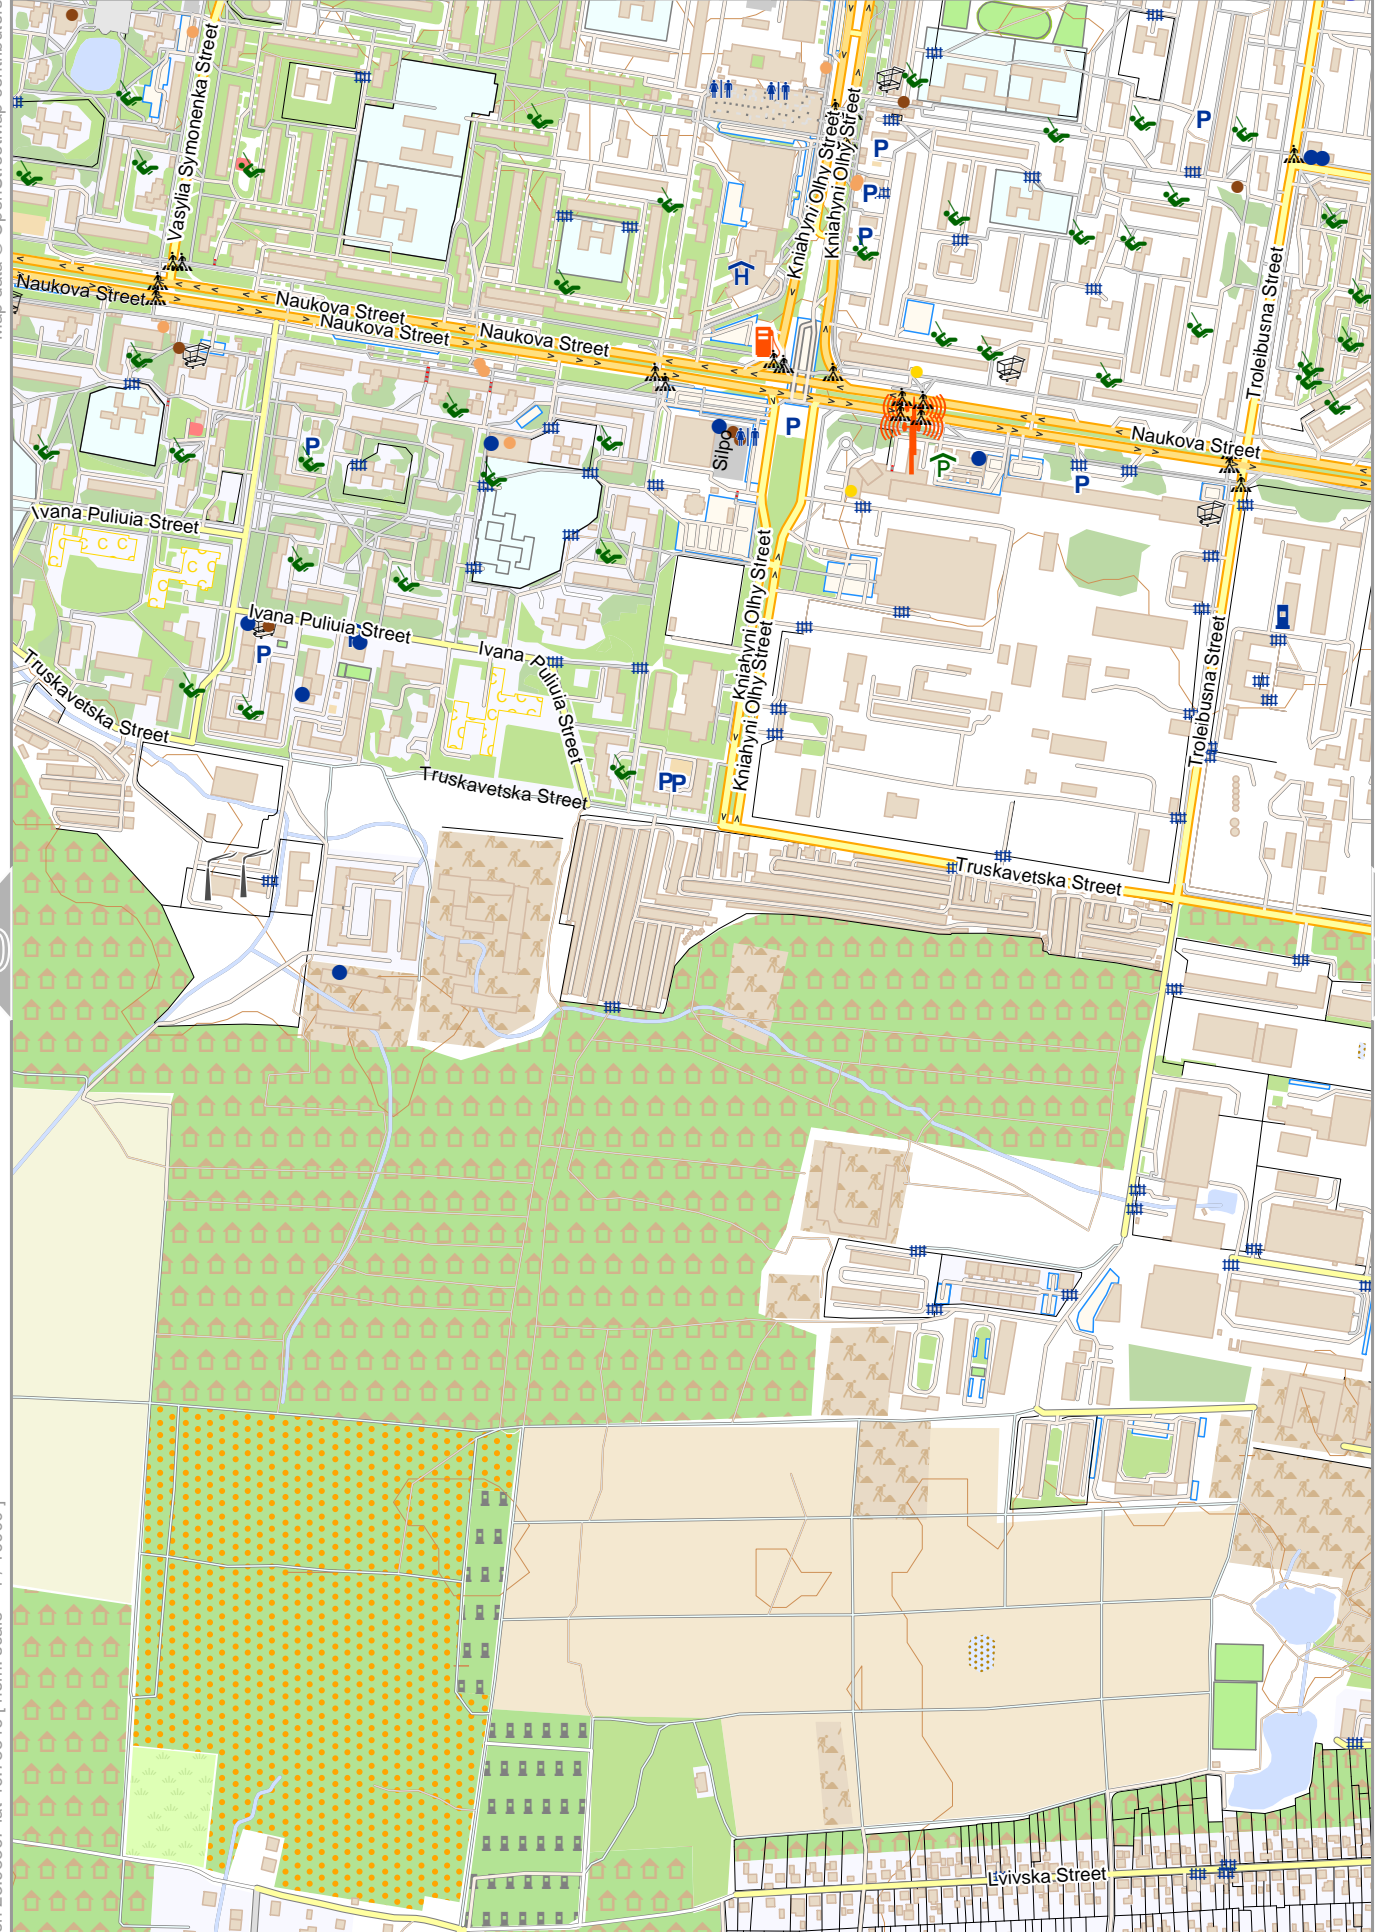 Vasylia Symonenka Street
Kniahyni Olhy Street
Kniahyni Olhy Street
P
P
P
P
H
Troleibusna Street
Naukova Street
Naukova Street
Naukova Street
Naukova Street
Naukova Street
P
P
Silpo
P
P
Ivana Puliuia Street
Ivana Puliuia Street
Ivana Puliuia Street
P
Kniahyni Olhy Street
Kniahyni Olhy Street
Troleibusna Street
Truskavetska Street
Truskavetska Street
PP
Truskavetska Street
Lvivska Street